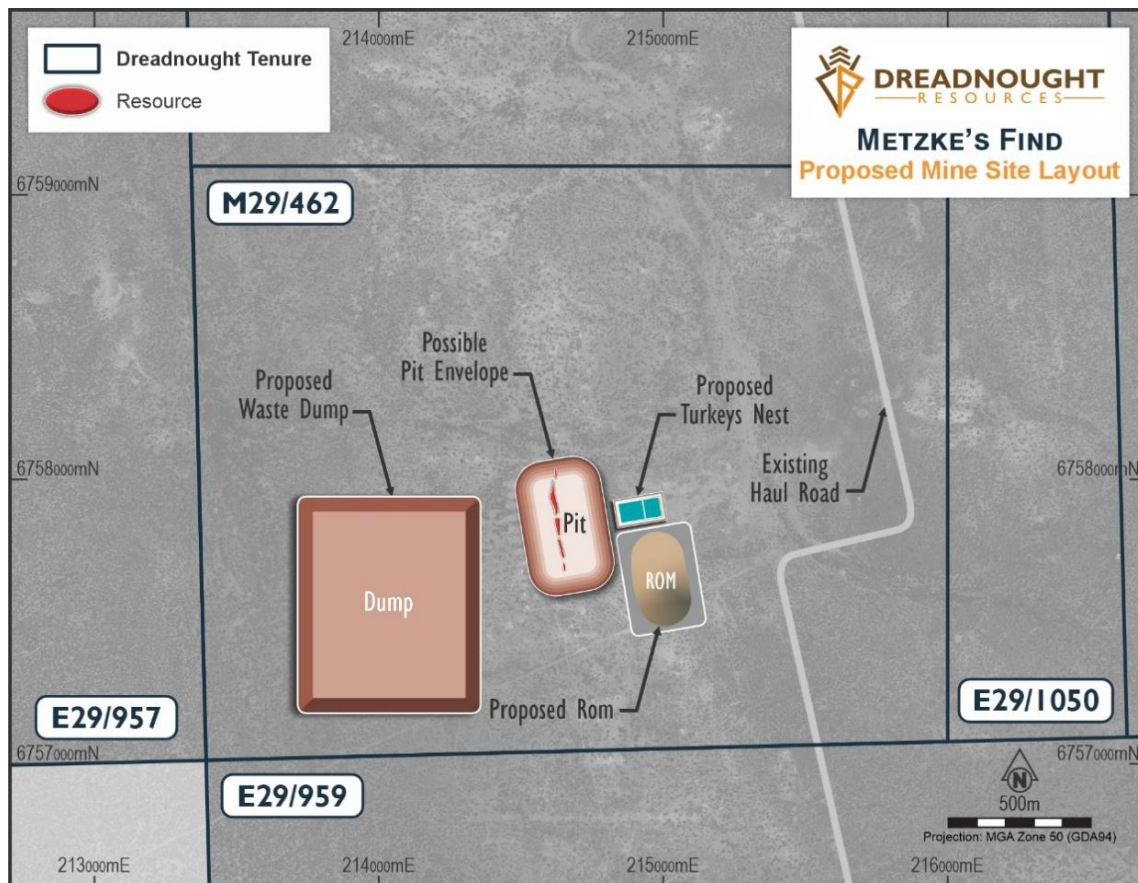 Dreadnought Tenure
Resource
214000mE
215000mE
DREADNOUGHT
RESOURCES
METZKE'S FIND
Proposed Mine Site Layout
6759000mN
M29/462
Possible
Pit Envelope
Proposed
Waste Dump
Proposed
Turkeys Nest
6758000mN
Existing
Haul Road
6758000mN
Pit
ROM
Dump
Proposed Rom
E29/957
E29/1050
6757000mN
6757000mN
E29/959
N
500m
Projection: MGA Zone 50 (GDA94)
213000mE
214000mE
215000mE
216000mE